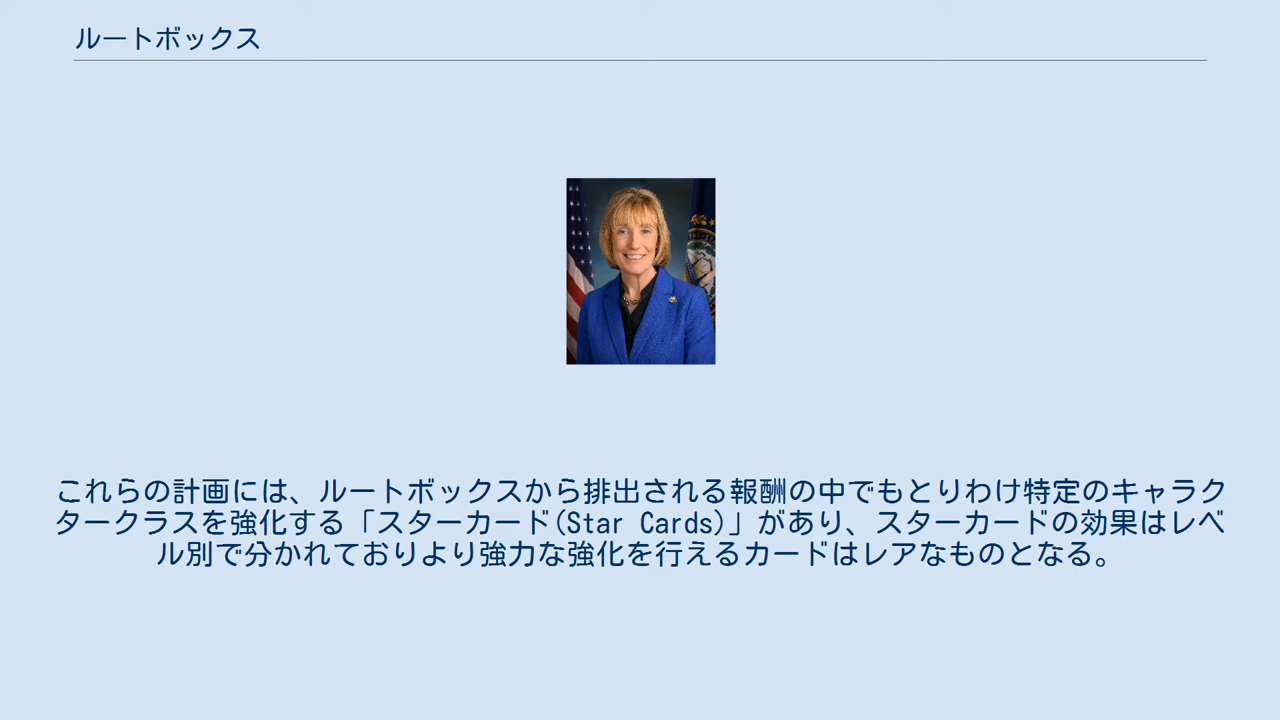 ルートボックス
これらの計画には、ルートボックスから排出される報酬の中でもとりわけ特定のキャラク
タークラスを強化する「スターカード(Star Cards)」があり、スターカードの効果はレベ
ル別で分かれておりより強力な強化を行えるカードはレアなものとなる。